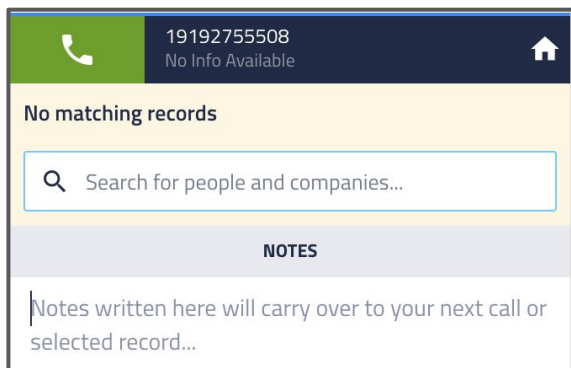 19192755508
No Info Available
No matching records
Search for people and companies...
NOTES
Notes written here will carry over to your next call or
selected record...